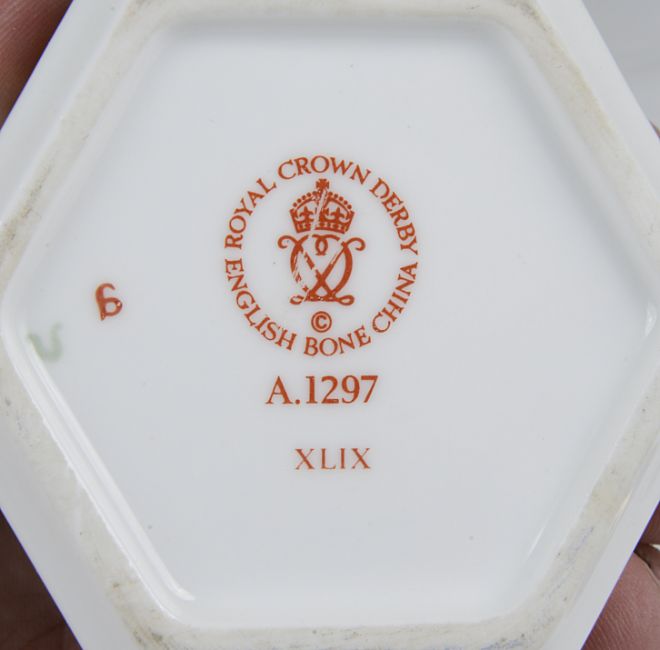 ROYAL CROWN DERBY
ENGLISH BONE CHINA
©
A.1297
XLIX